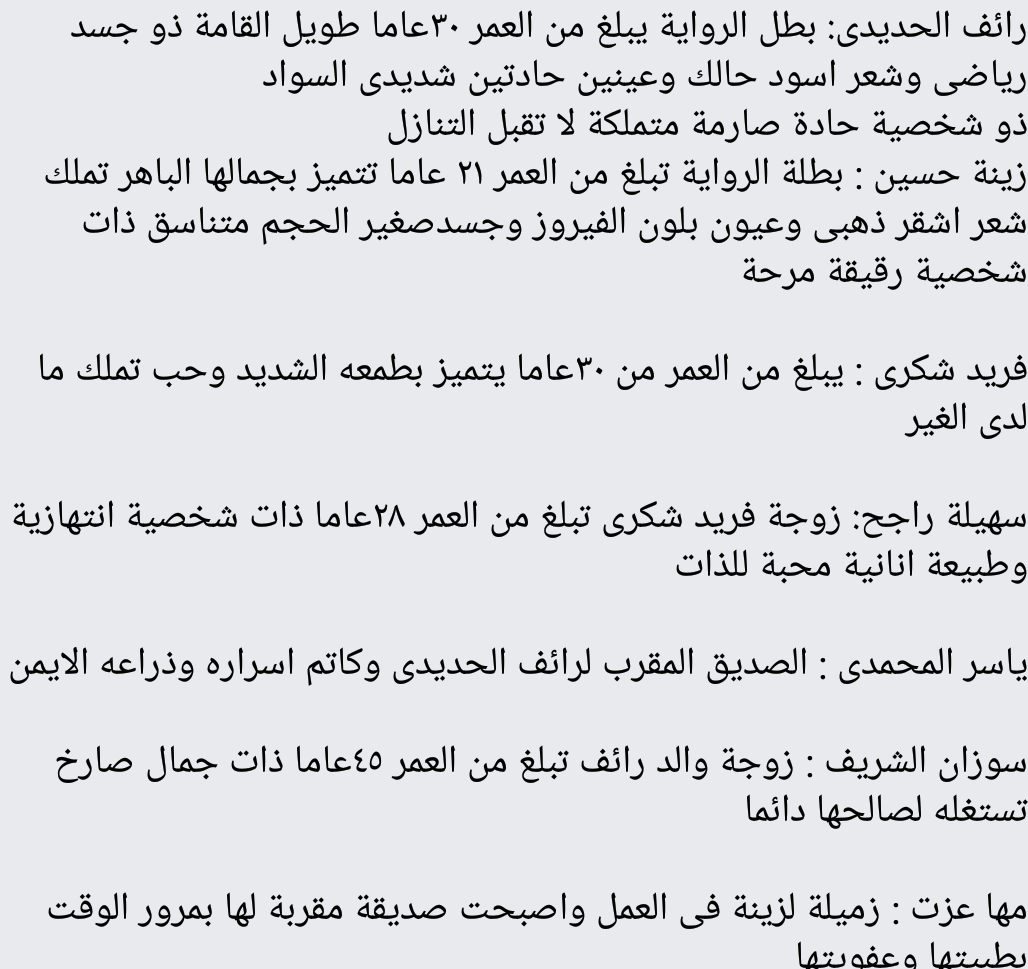 رائف الحديدى: بطل الرواية يبلغ من العمر ٣٠عاما طويل القامة ذو جسد
رياضى وشعر اسود حالك وعينين حادتين شديدى السواد
ذو شخصية حادة صارمة متملكة لا تقبل التنازل
زينة حسين : بطلة الرواية تبلغ من العمر ٢١ عاما تتميز بجمالها الباهر تملك
شعر اشقر ذهبى وعيون بلون الفيروز وجسدصغير الحجم متناسق ذات
شخصية رقيقة مرحة
فريد شكرى : يبلغ من العمر من ٣٠عاما يتميز بطمعه الشديد وحب تملك ما
لدى الغير
سهيلة راجح: زوجة فريد شكرى تبلغ من العمر ٢٨عاما ذات شخصية انتهازية
وطبيعة انانية محبة للذات
ياسر المحمدى : الصديق المقرب لرائف الحديدى وكاتم اسراره وذراعه الايمن
سوزان الشريف : زوجة والد رائف تبلغ من العمر ٤٥عاما ذات جمال صارخ
تستغله لصالحها دائما
مها عزت : زميلة لزينة فى العمل واصبحت صديقة مقربة لها بمرور الوقت
بطيبتها وعفويتها